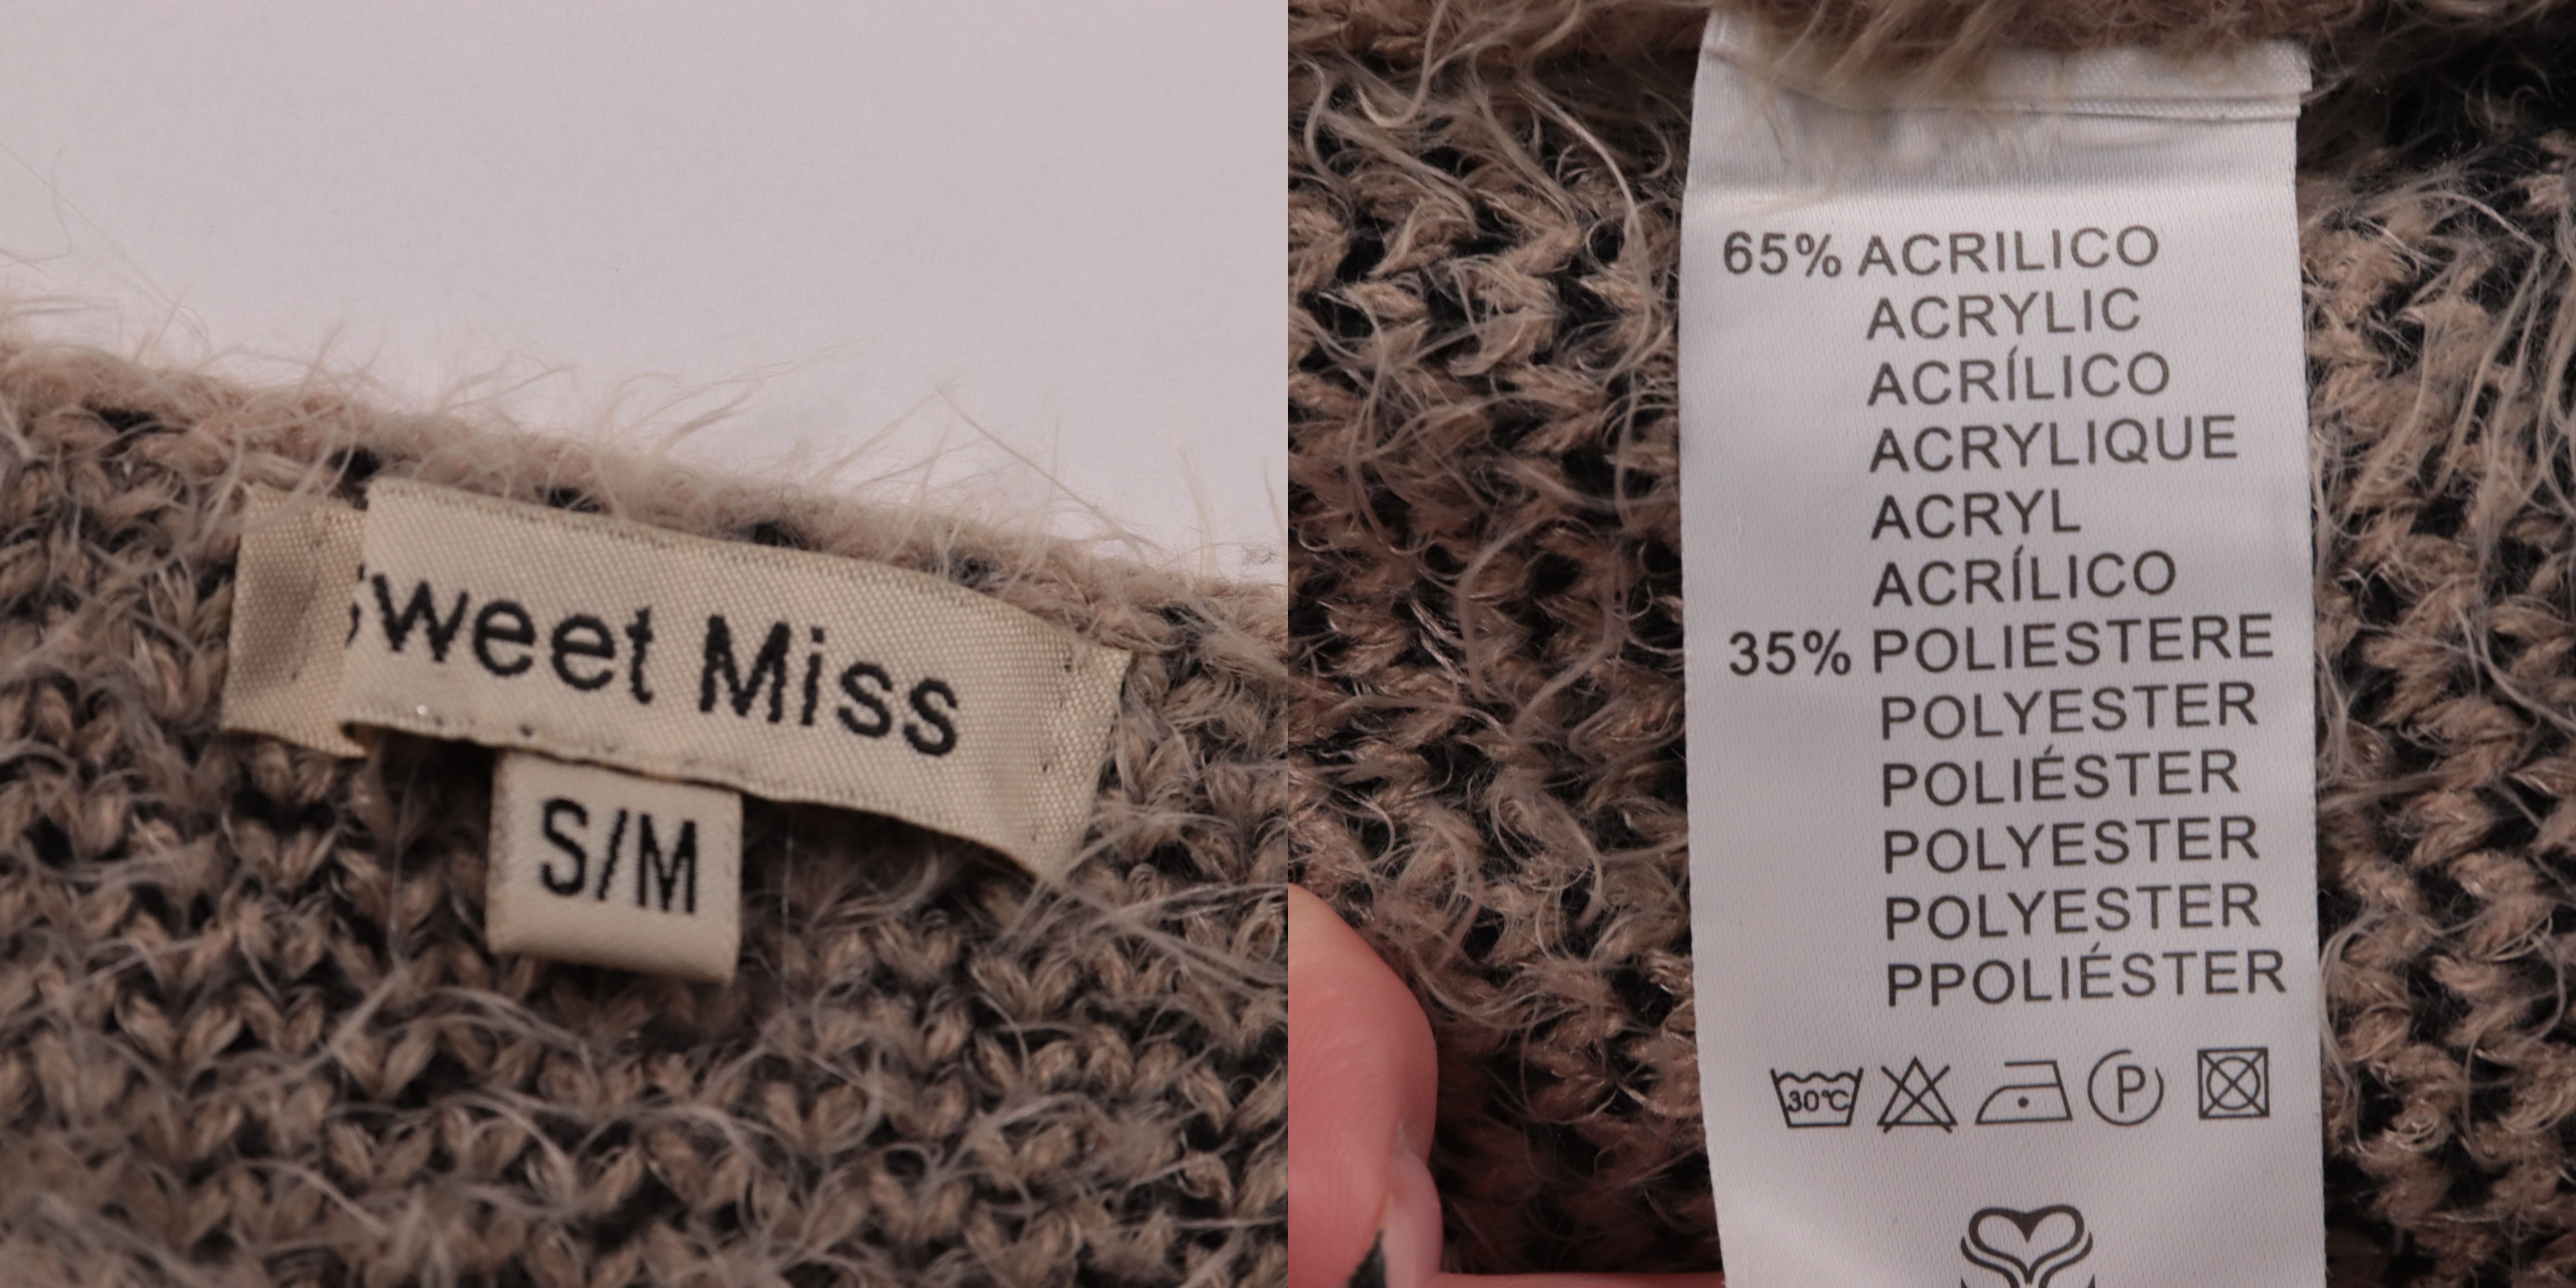 Sweet Miss
S/M
65% ACRILICO
ACRYLIC
ACRÍLICO
ACRYLIQUE
ACRYL
ACRÍLICO
35% POLIESTERE
POLYESTER
POLIÉSTER
POLYESTER
POLYESTER
PPOLIÉSTER
30°C
P